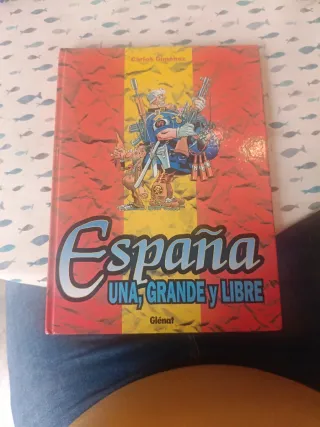 Carlos Giménez
España
UNA, GRANDE y LIBRE
Glénat